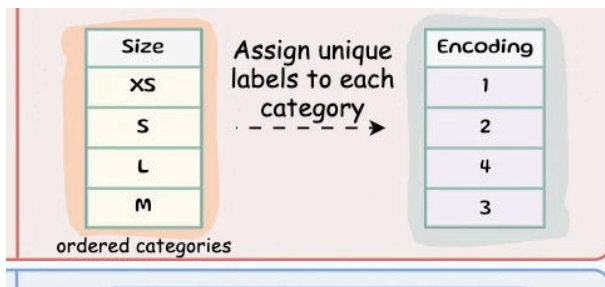 Size
XS
S
L
M
ordered categories
Assign unique
labels to each
category
Encoding
1
2
4
3